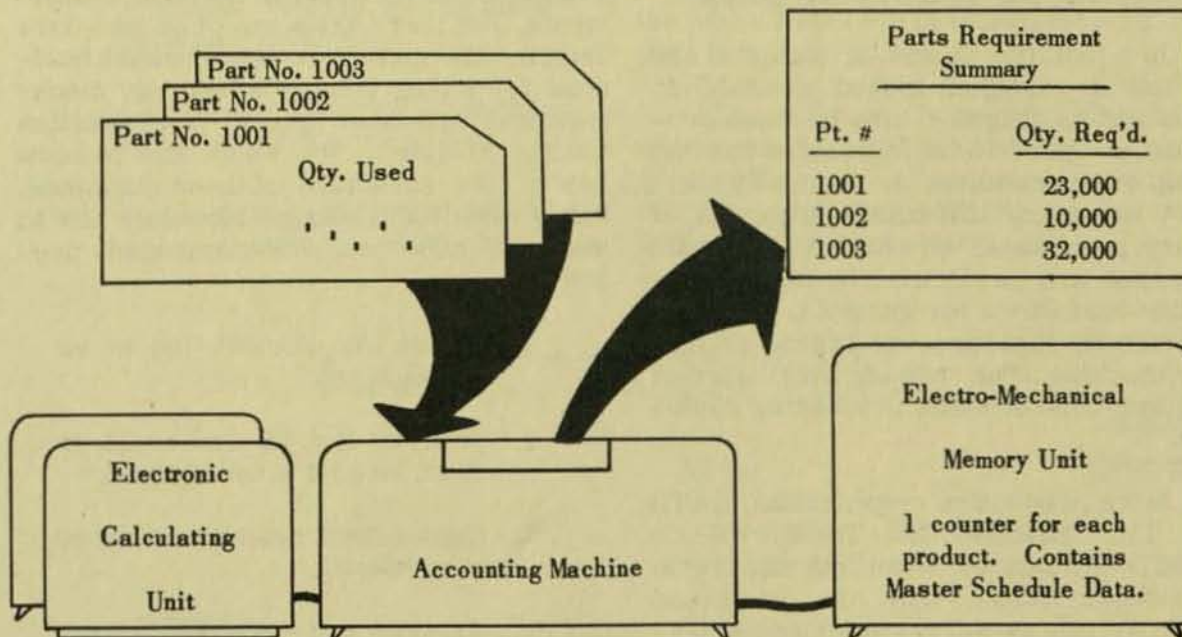 Part No. 1003
Part No. 1002
Part No. 1001
Qty. Used
Parts Requirement
Summary
Pt. # Qty. Req'd.
1001 23,000
1002 10,000
1003 32,000
Electronic
Calculating
Unit
Accounting Machine
Electro-Mechanical
Memory Unit
1 counter for each
product. Contains
Master Schedule Data.